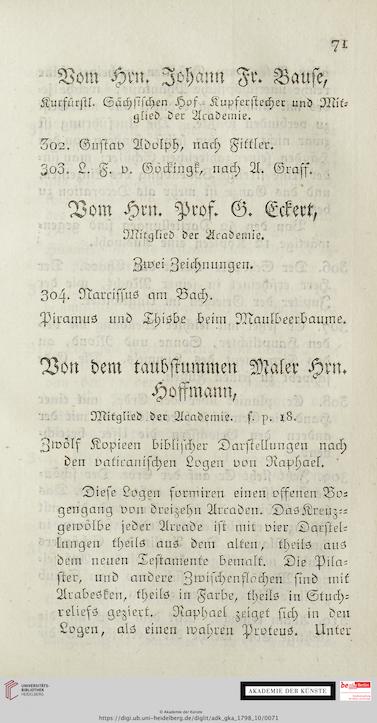 71
Vom Hrn. Johann Fr. Bause,
Kurfürstl. Sächsischen Hof-Kupferstecher und Mit-
glied der Academie.
302. Gustav Adolph, nach Fittler.
303. L. F. v. Göckingk, nach A. Graff.
Vom Hrn. Prof. G. Eckert,
Mitglied der Academie.
Zwei Zeichnungen.
304. Narcissus am Bach.
Piramus und Thisbe beim Maulbeerbaume.
Von dem taubstummen Maler Hrn.
Hoffmann,
Mitglied der Academie. s. p. 18.
Zwölf Kopieen biblischer Darstellungen nach
den vaticanischen Logen von Raphael.
Diese Logen formiren einen offenen Bo-
gengang von dreizehn Arcaden. Das Kreuz-
gewölbe jeder Arcade ist mit vier Darstel-
lungen theils aus dem alten, theils aus
dem neuen Testamente bemalt. Die Pila-
ster, und andere Zwischenflächen sind mit
Arabesken, theils in Farbe, theils in Stuch-
reliefs geziert. Raphael zeiget sich in den
Logen, als einen wahren Proteus. Unter
UNIVERSITÄTS-
BIBLIOTHEK
HEIDELBERG
AKADEMIE DER KÜNSTE
© Akademie der Künste
https://digi.ub.uni-heidelberg.de/diglit/adk_gka_1798_10/0071